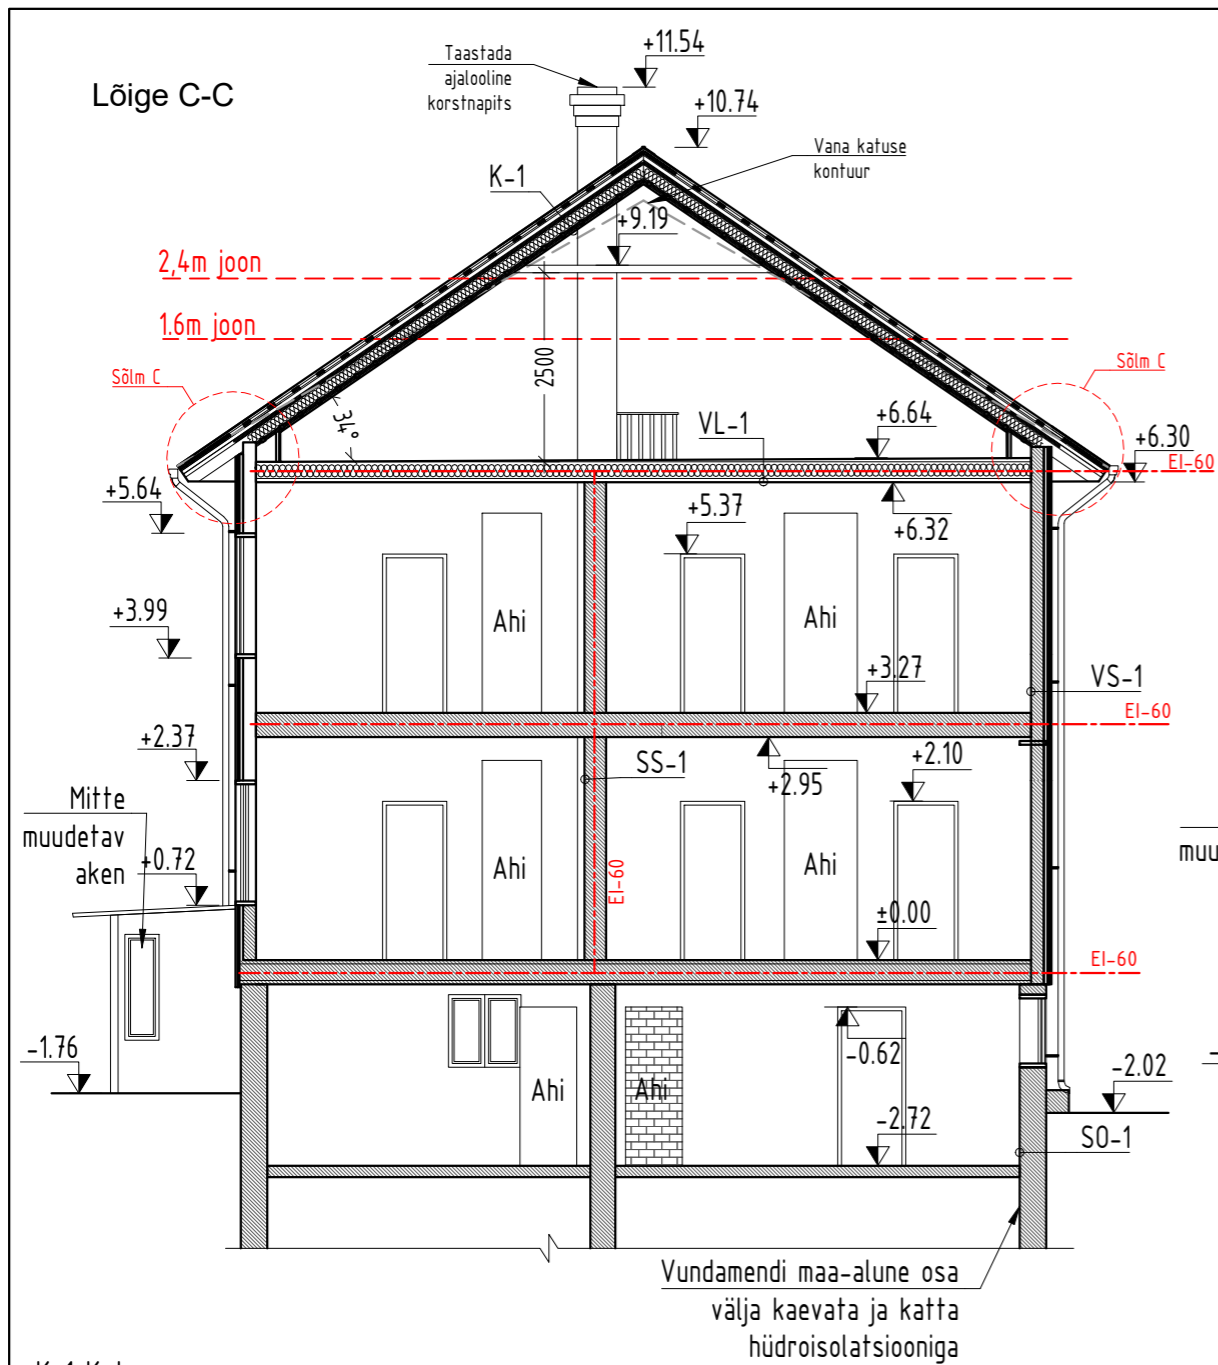 Lõige C-C
Taastada
ajalooline
korstnapits
+11.54
+10.74
Vana katuse
kontuur
K-1
+9.19
2,4m joon
1.6m joon
Sõlm C
Sõlm C
2500
34°
VL-1
+6.64
+6.30
EI-60
+5.64
+5.37
+6.32
Ahi
Ahi
+3.99
+3.27
VS-1
EI-60
+2.37
SS-1
+2.95
+2.10
Mitte
muudetav
aken
+0.72
Ahi
EI-60
Ahi
±0.00
EI-60
-1.76
Ahi
Ahi
-0.62
-2.72
-2.02
SO-1
Vundamendi maa-alune osa
välja kaevata ja katta
hüdroisolatsiooniga